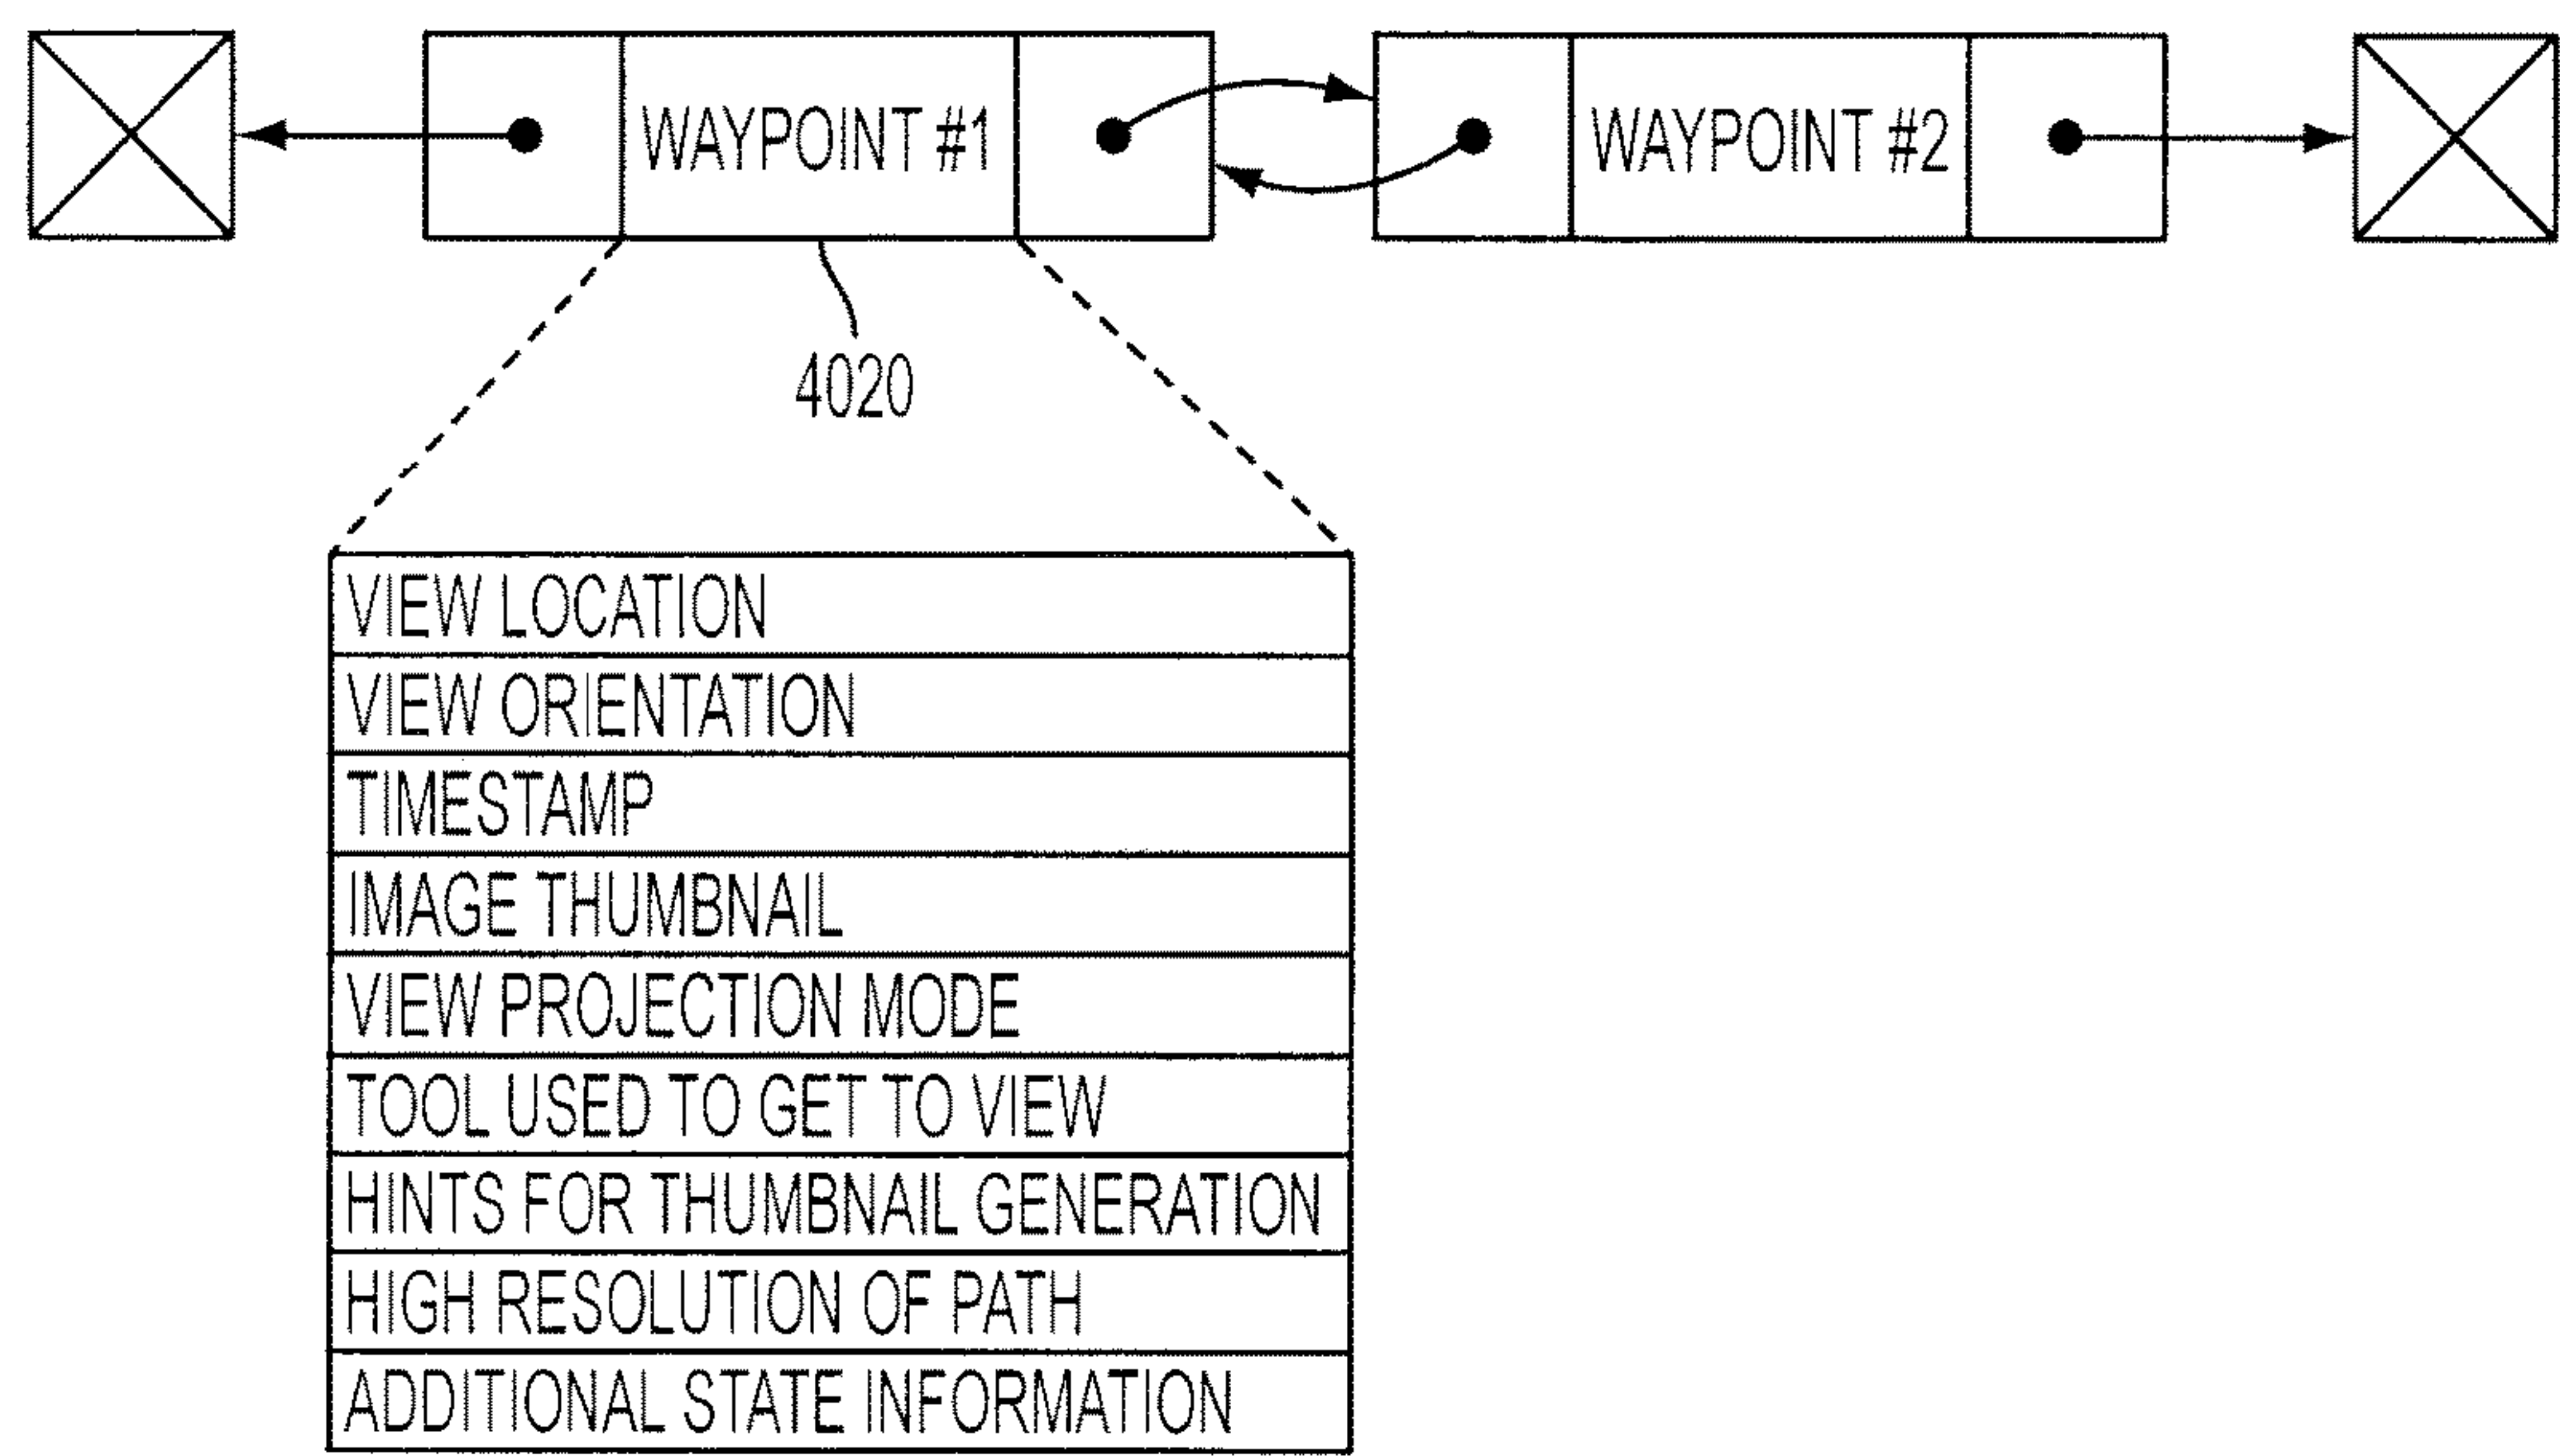 WAYPOINT #1
WAYPOINT #2
4020
VIEW LOCATION
VIEW ORIENTATION
TIMESTAMP
IMAGE THUMBNAIL
VIEW PROJECTION MODE
TOOL USED TO GET TO VIEW
HINTS FOR THUMBNAIL GENERATION
HIGH RESOLUTION OF PATH
ADDITIONAL STATE INFORMATION